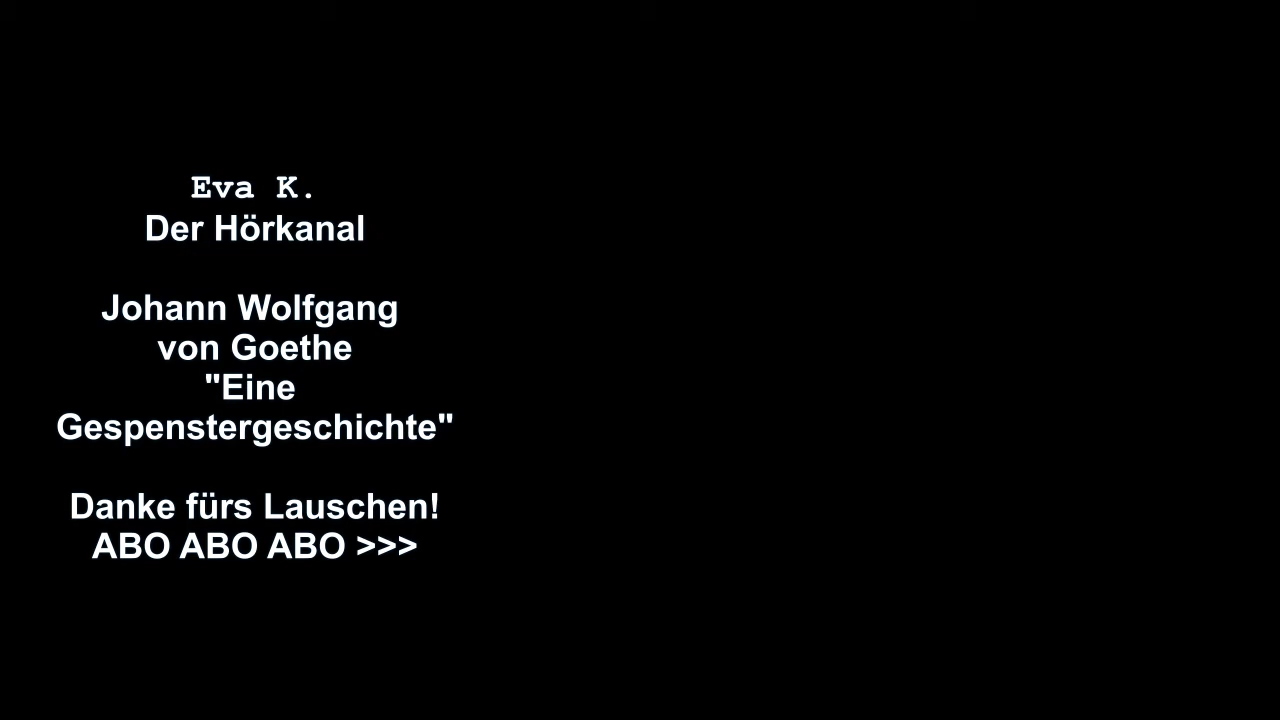 Eva K.
Der Hörkanal
Johann Wolfgang
von Goethe
"Eine
Gespenstergeschichte"
Danke fürs Lauschen!
ABO ABO ABO >>>